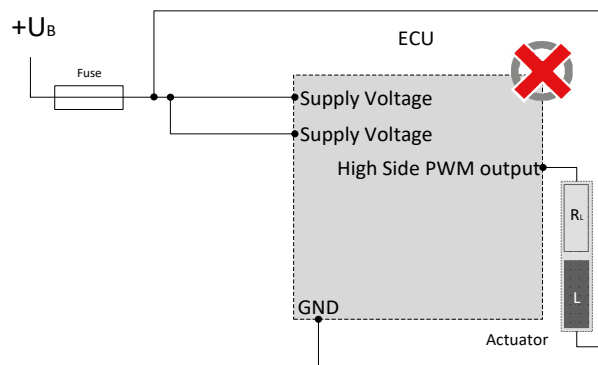 +UB
ECU
Fuse
Supply Voltage
Supply Voltage
High Side PWM output
RL
L
GND
Actuator